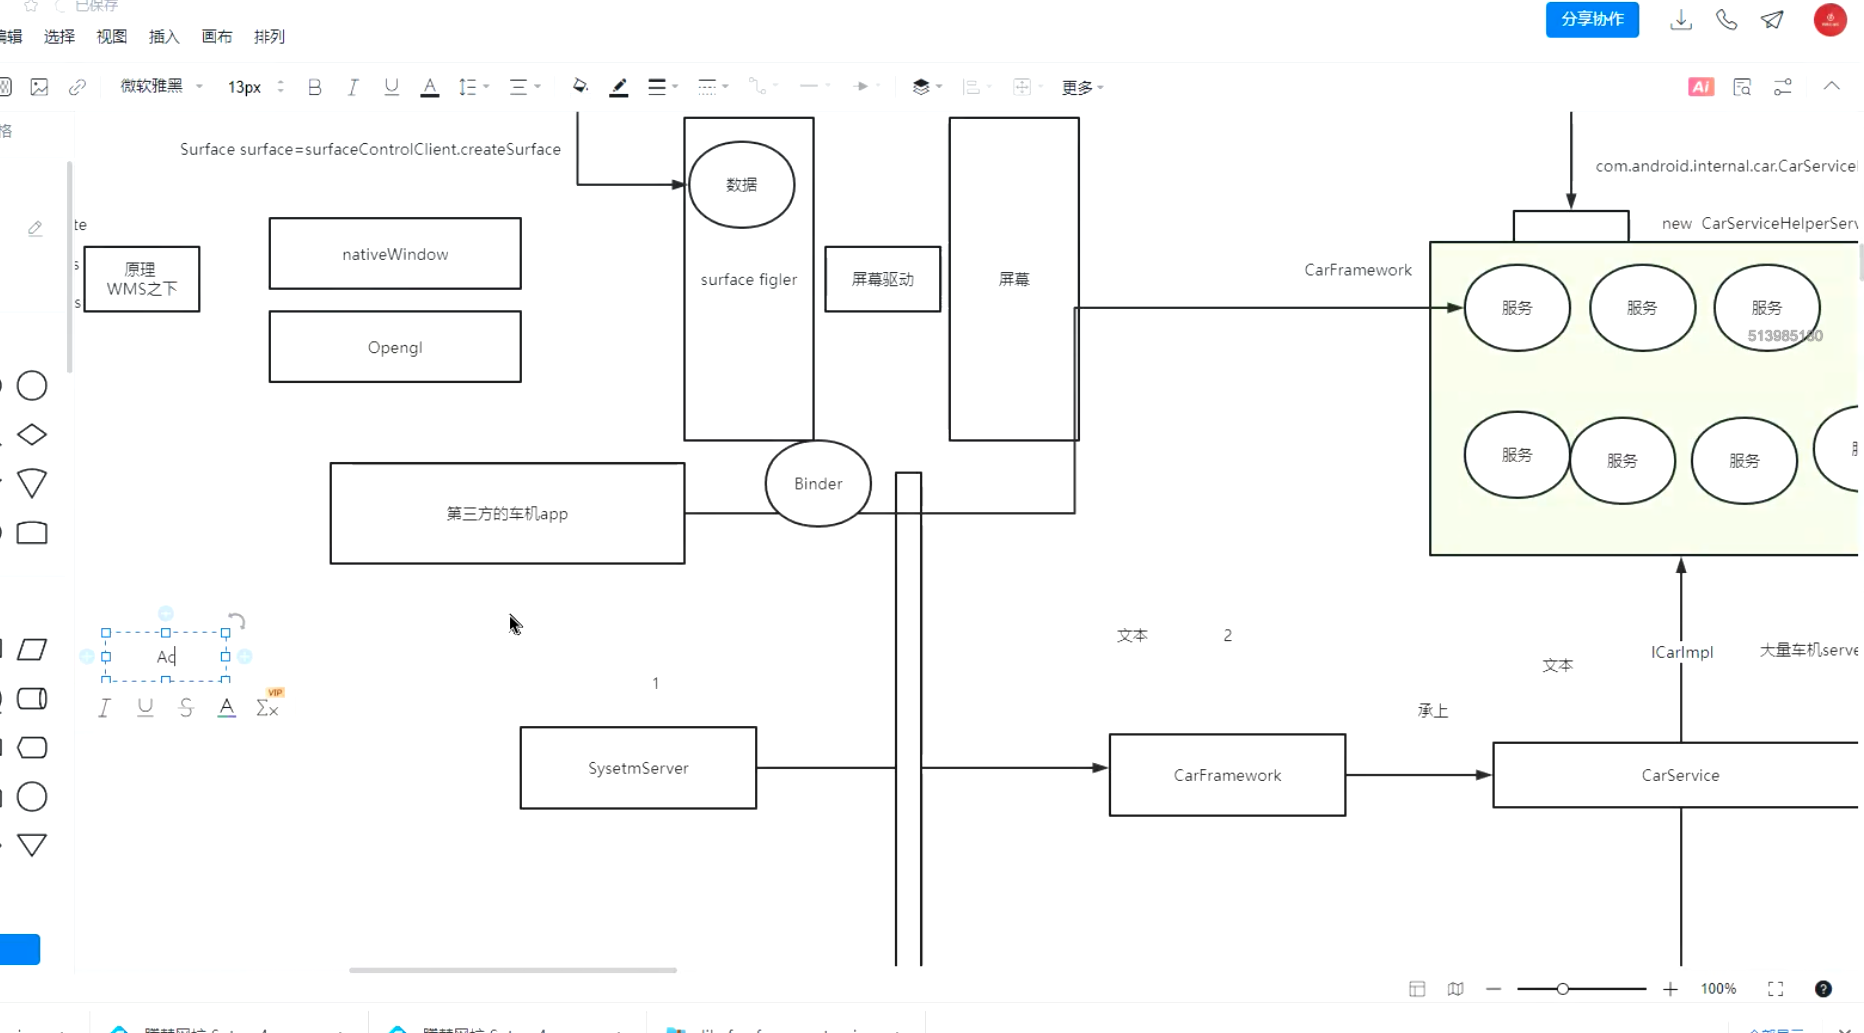 已保存
编辑 选择 视图 插入 画布 排列
分享协作
微软雅黑 13px
更多
Ai
格
Surface surface=surfaceControlClient.createSurface
数据
com.android.internal.car.CarService
te
new CarServiceHelperServ
nativeWindow
原理
WMS之下
s
s
surface figler
屏幕驱动
屏幕
CarFramework
服务
服务
服务
513985180
Opengl
服务
服务
服务
Binder
第三方的车机app
文本
2
Ac
ICarImpl
大量车机serve
文本
1
VIP
承上
SysetmServer
CarFramework
CarService
100%